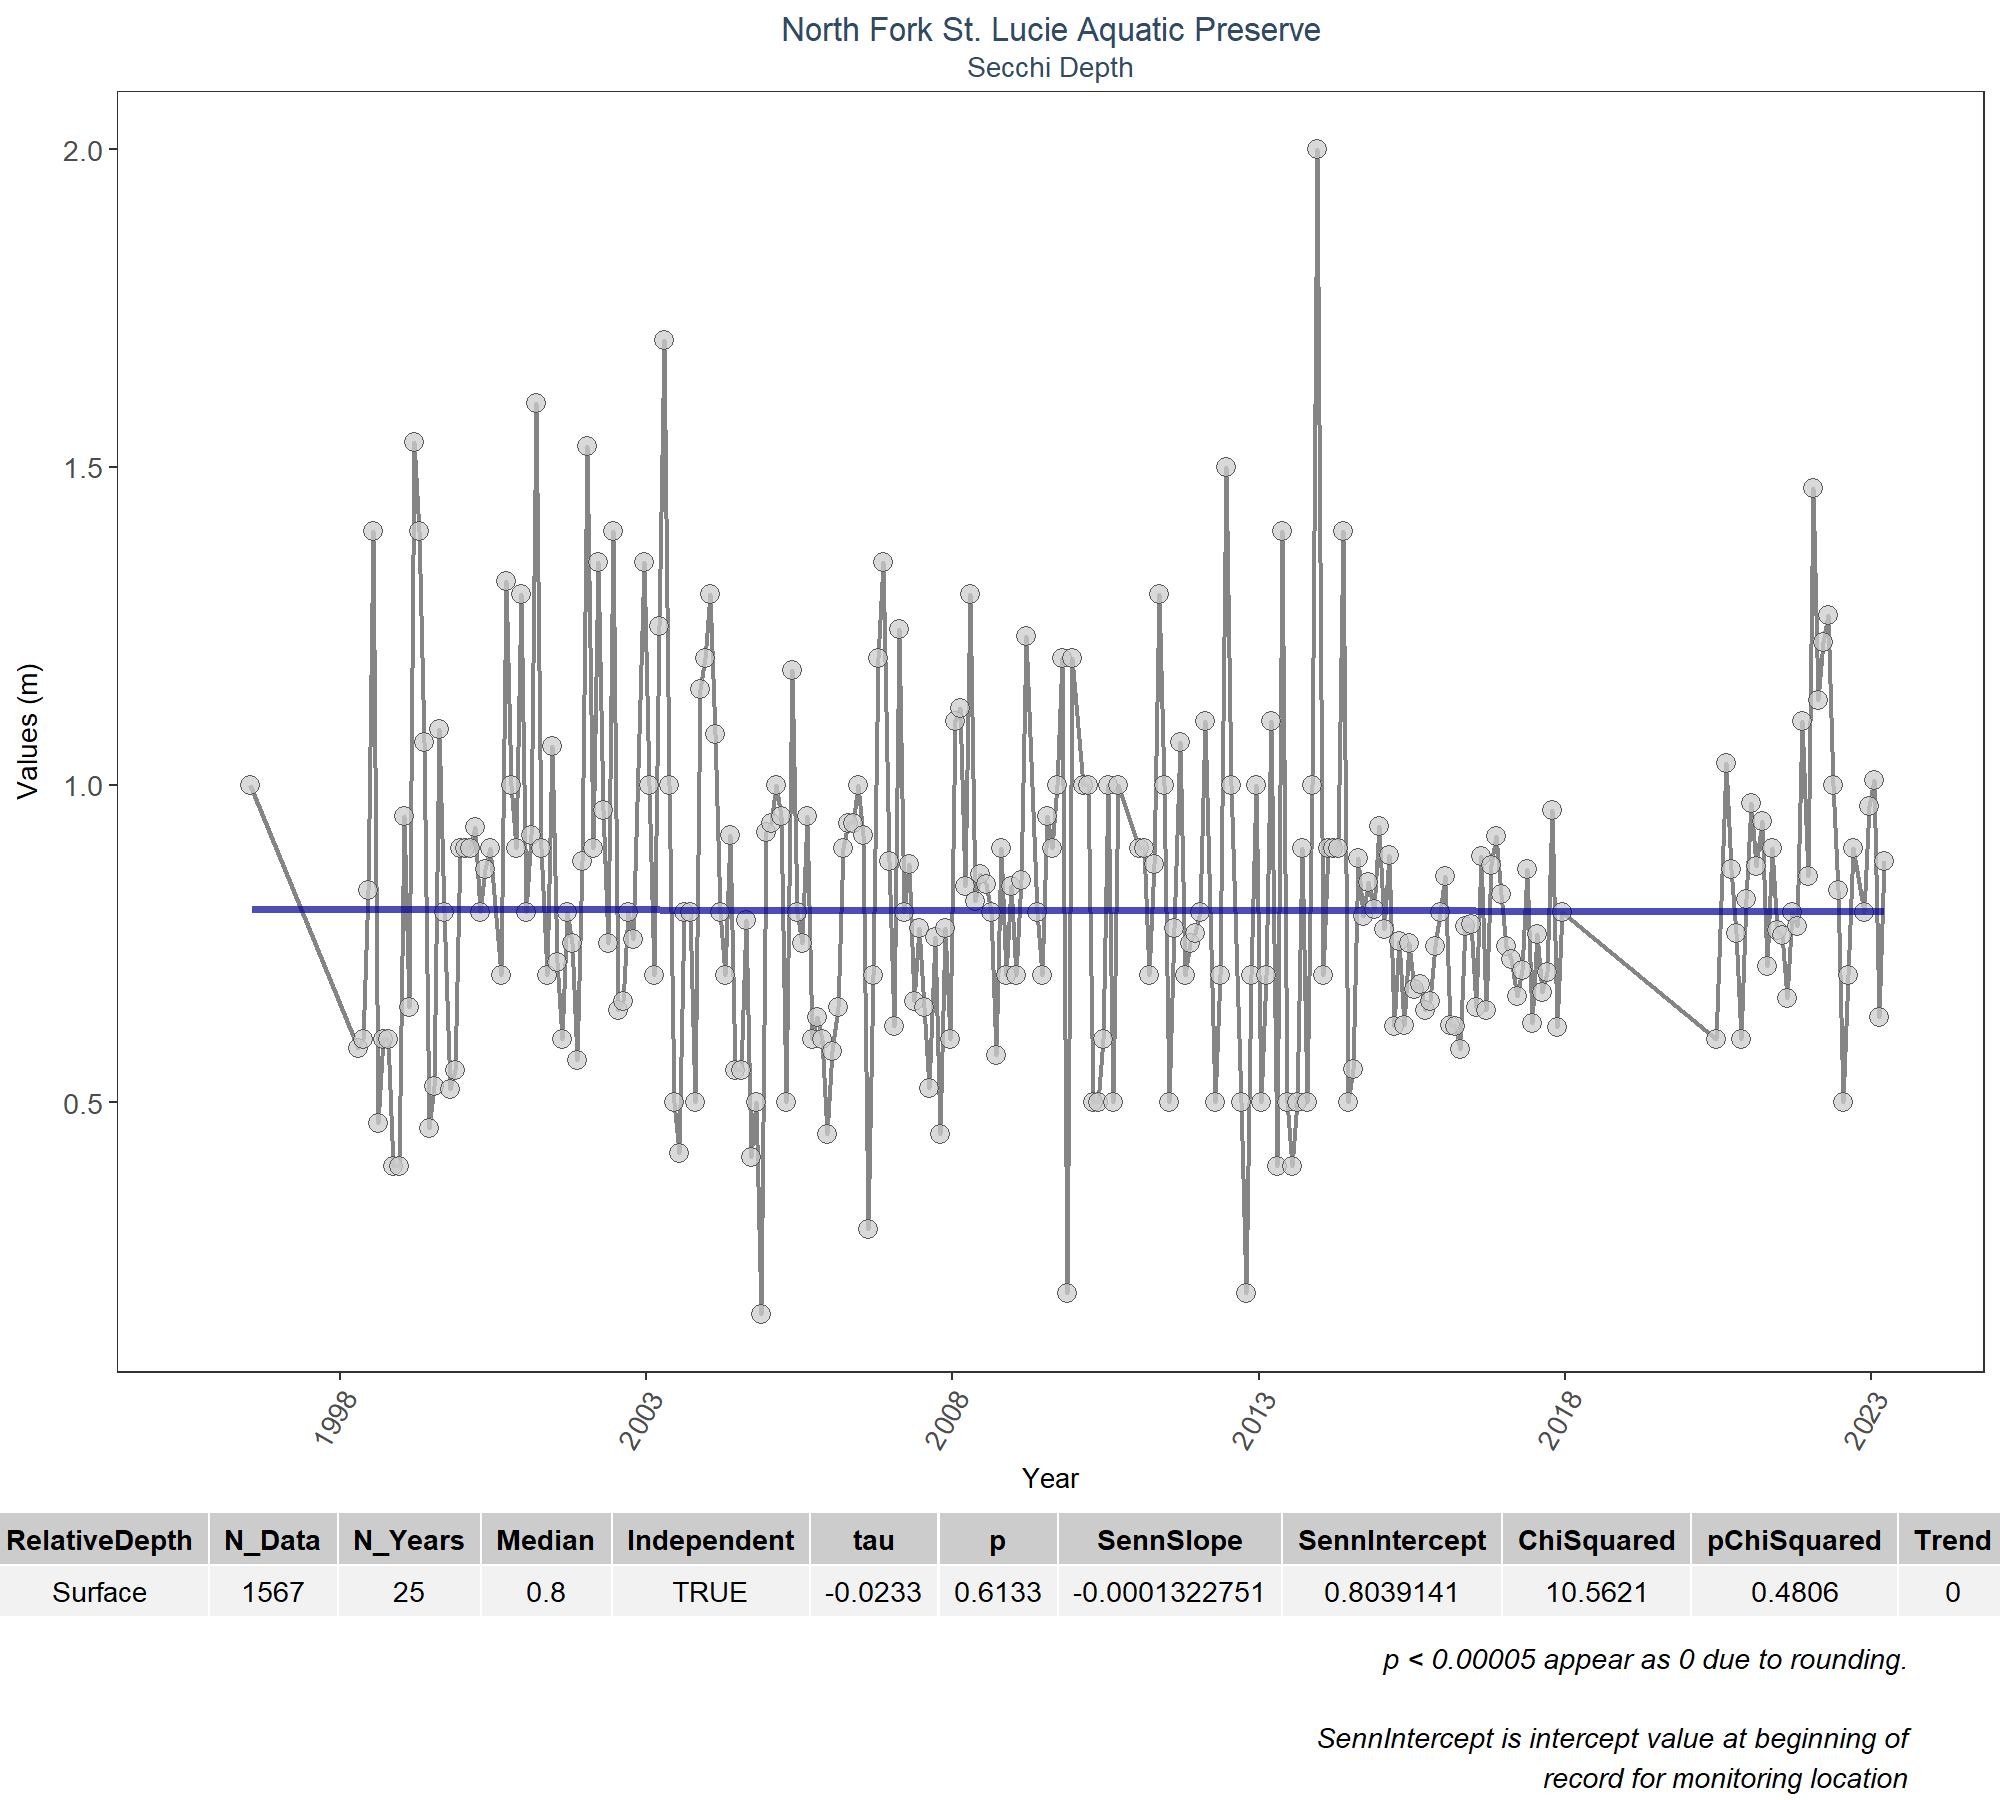 North Fork St. Lucie Aquatic Preserve
Secchi Depth
Values (m)
2.0
1.5
1.0
0.5
1998 2003 2008 2013 2018 2023
Year
RelativeDepth N_Data N_Years Median Independent tau p SennSlope SennIntercept ChiSquared pChiSquared Trend
Surface 1567 25 0.8 TRUE -0.0233 0.6133 -0.0001322751 0.8039141 10.5621 0.4806 0
p < 0.00005 appear as 0 due to rounding.
SennIntercept is intercept value at beginning of
record for monitoring location